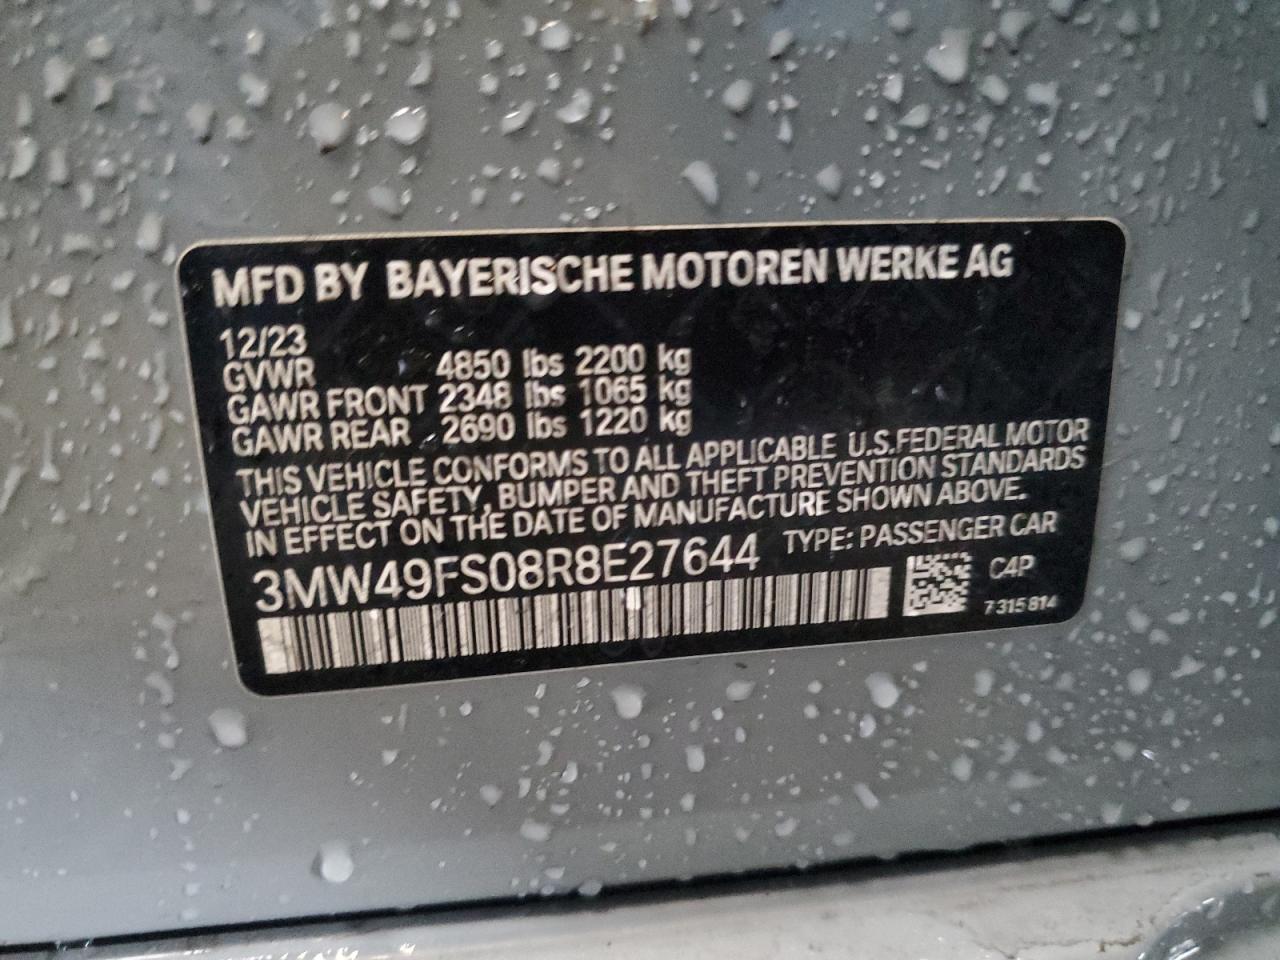 MFD BY BAYERISCHE MOTOREN WERKE AG
12/23
GVWR 4850 lbs 2200 kg
GAWR FRONT 2348 lbs 1065 kg
GAWR REAR 2690 lbs 1220 kg
THIS VEHICLE CONFORMS TO ALL APPLICABLE U.S.FEDERAL MOTOR
VEHICLE SAFETY, BUMPER AND THEFT PREVENTION STANDARDS
IN EFFECT ON THE DATE OF MANUFACTURE SHOWN ABOVE.
3MW49FS08R8E27644 TYPE: PASSENGER CAR
C4P
7 315 814